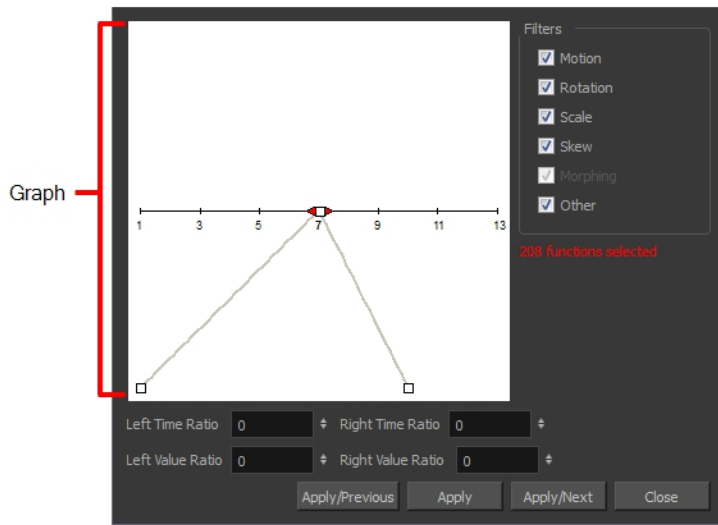 Filters
Motion
Rotation
Scale
Skew
Morphing
Other
Graph
1 3 5 7 9 11 13
208 functions selected
Left Time Ratio 0 Right Time Ratio 0
Left Value Ratio 0 Right Value Ratio 0
Apply/Previous Apply Apply/Next Close